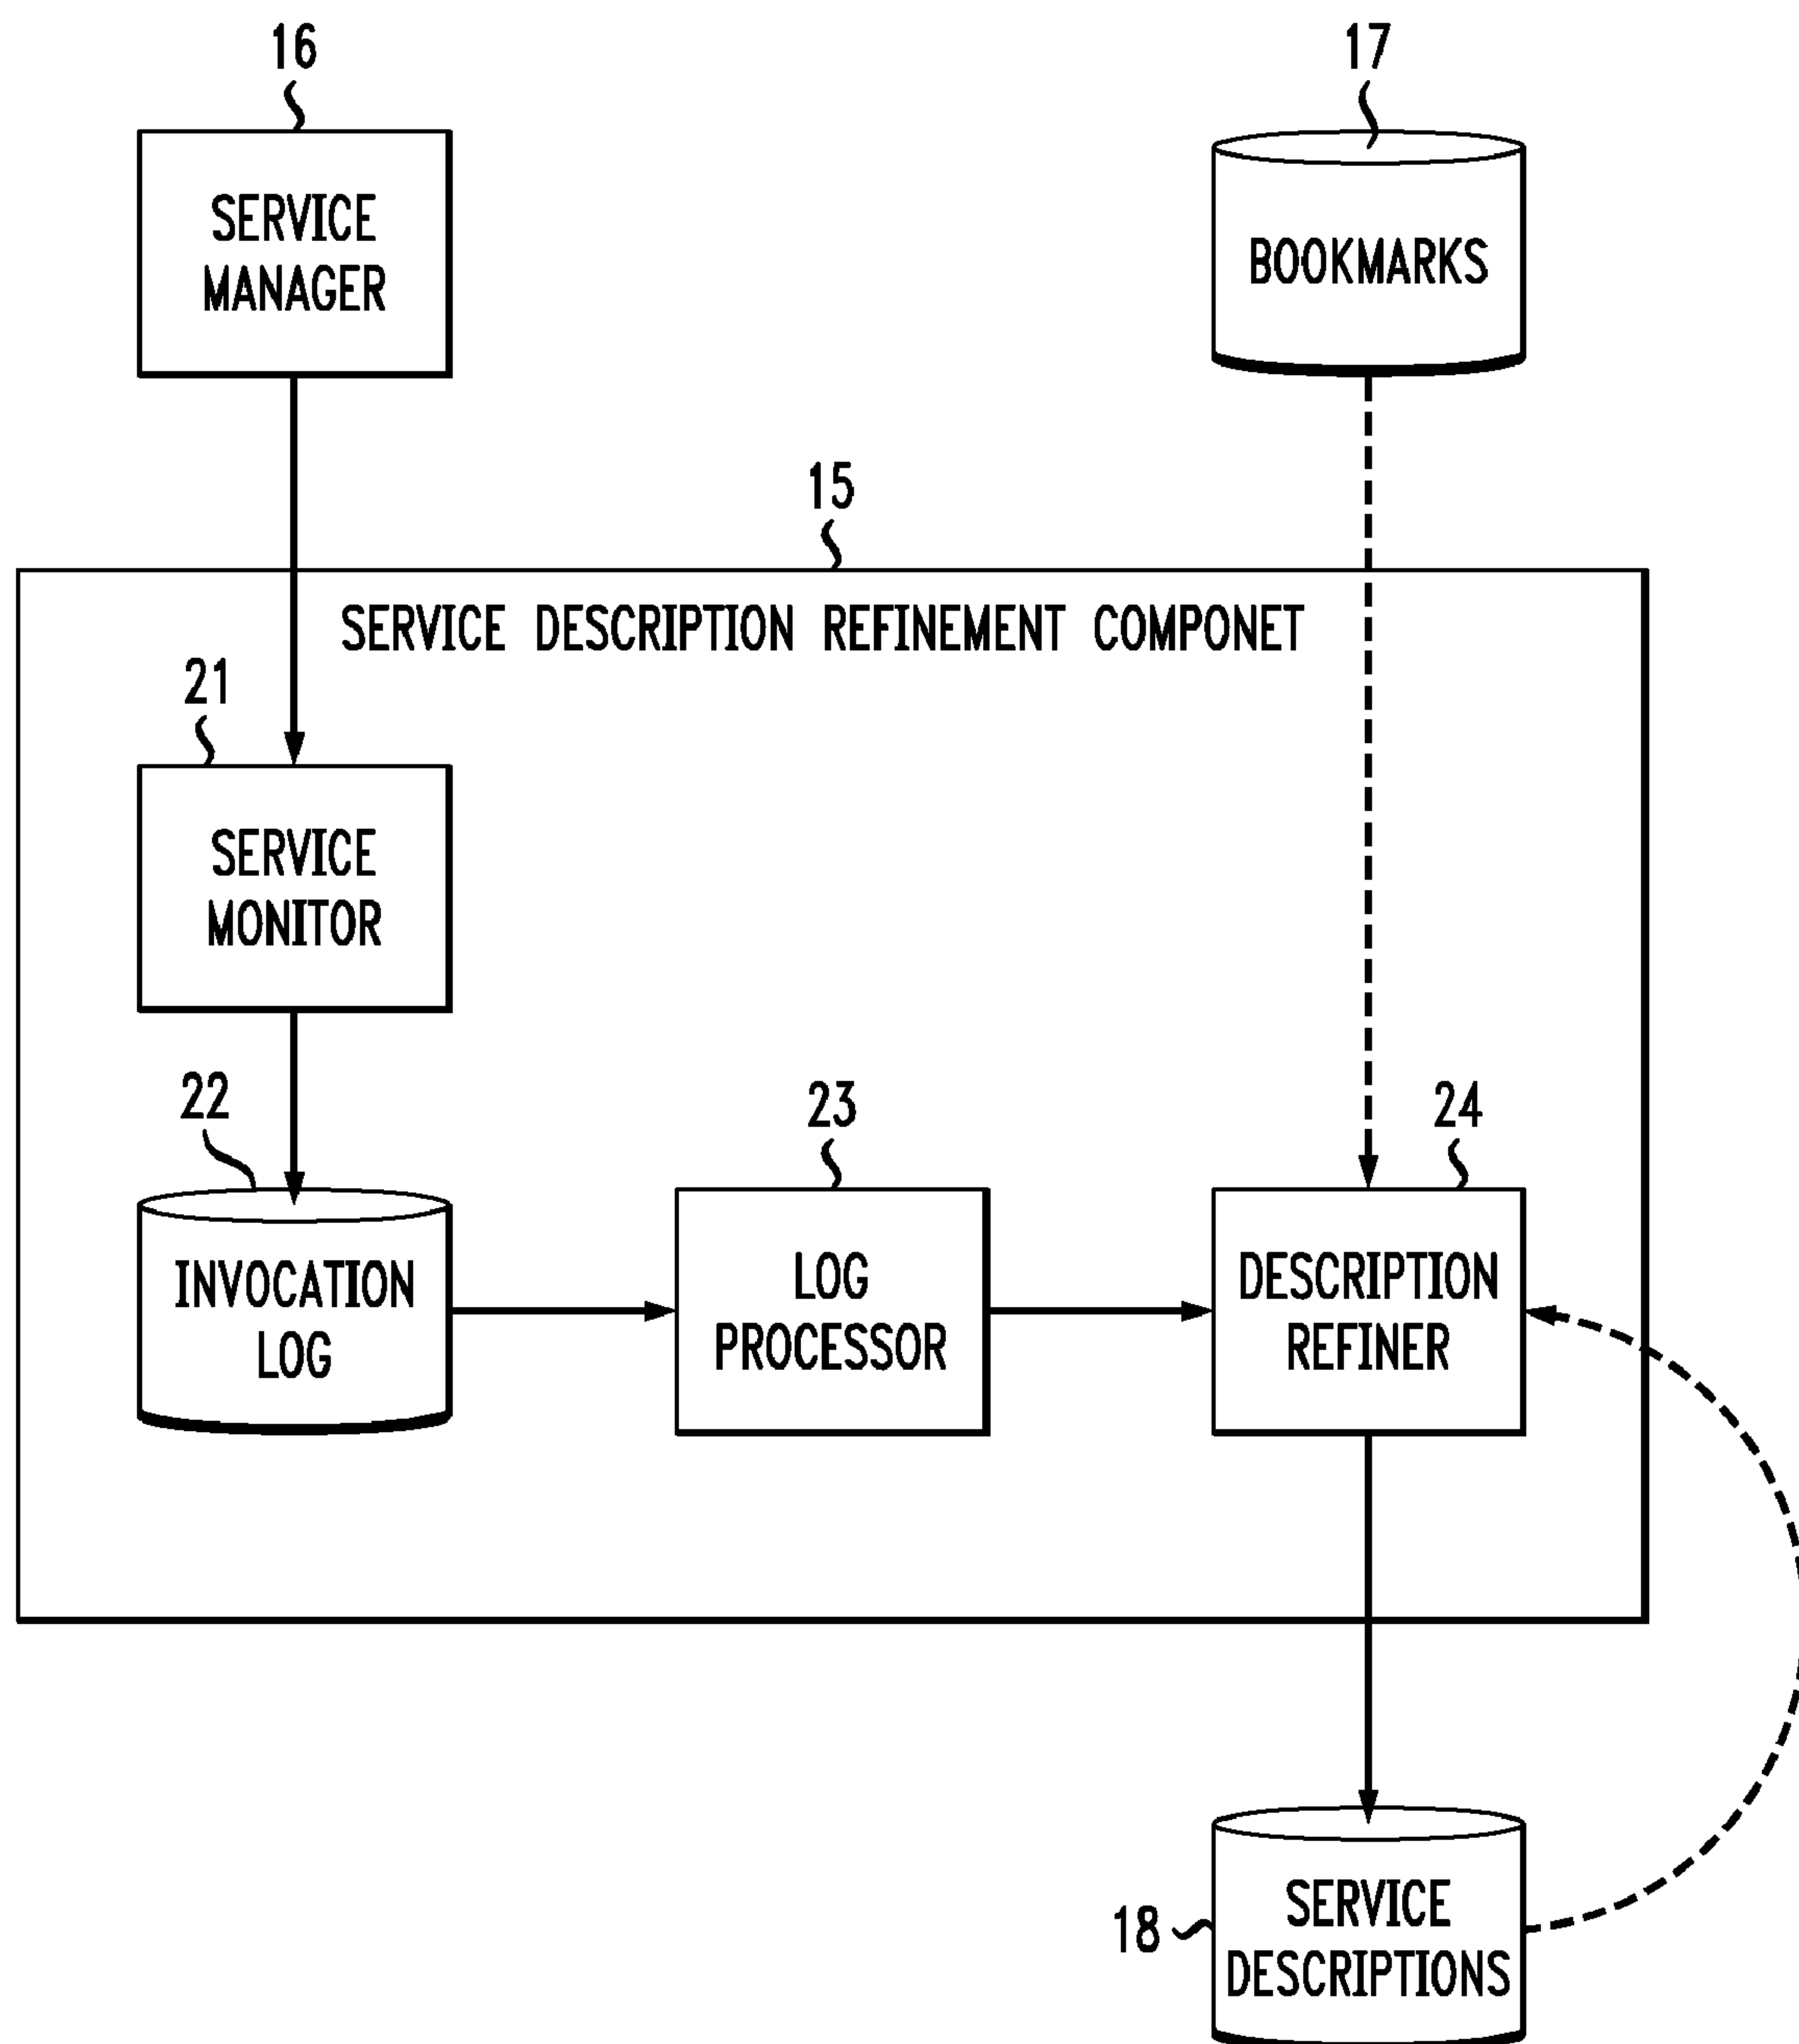 16
17
SERVICE
MANAGER
BOOKMARKS
15
SERVICE DESCRIPTION REFINEMENT COMPONET
21
SERVICE
MONITOR
22
23
24
INVOCATION
LOG
LOG
PROCESSOR
DESCRIPTION
REFINER
18
SERVICE
DESCRIPTIONS